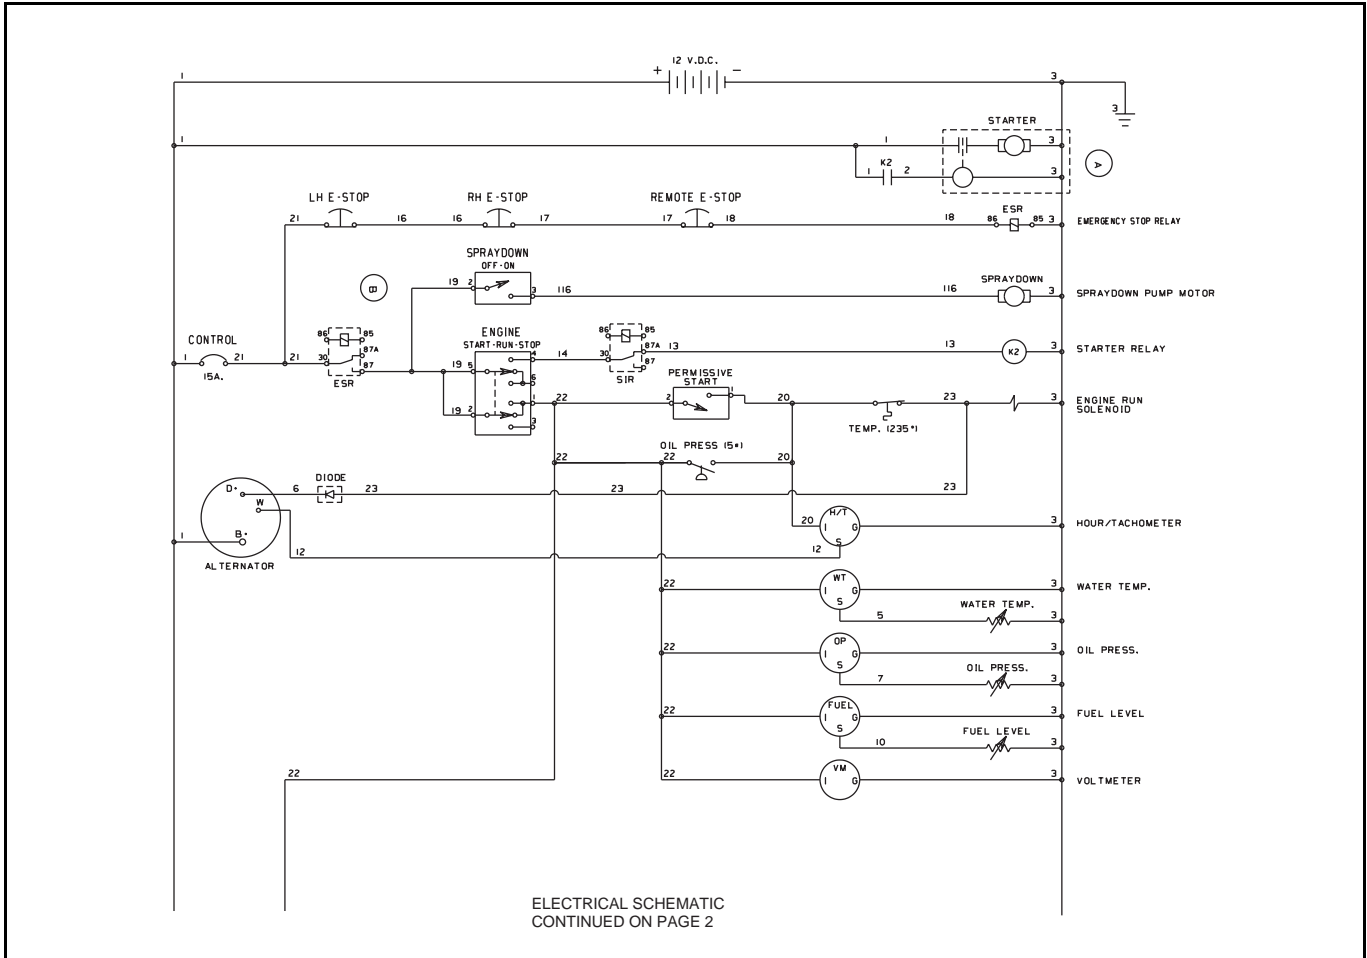 12 V.D.C.
1 + − 3
3
STARTER
1 1 3
K2
1 2 3
A
LH E-STOP RH E-STOP REMOTE E-STOP
ESR
21 16 16 17 17 18 18 86 85 3 EMERGENCY STOP RELAY
SPRAYDOWN
OFF-ON
B
19 2 3 116 116 SPRAYDOWN 3 SPRAYDOWN PUMP MOTOR
CONTROL
1 21 21
15A.
86 85
87A
30 87
ESR
ENGINE
START-RUN-STOP
19 5 4 14
6
19 2 1 22
3
86 85
87A
30 87
SIR
13 13 K2 3 STARTER RELAY
PERMISSIVE
START
2 1 20 23 3 ENGINE RUN
SOLENOID
TEMP. (235°)
OIL PRESS (5#)
22 22 20
DIODE
D+ 6 23 23 23
W
B+
1 12
ALTERNATOR
H/T
20 I G 3 HOUR/TACHOMETER
S
12
WT
22 I G 3 WATER TEMP.
S
5 WATER TEMP. 3
OP
22 I G 3 OIL PRESS.
S
7 OIL PRESS. 3
FUEL
22 I G 3 FUEL LEVEL
S
10 FUEL LEVEL 3
VM
22 22 I G 3 VOLTMETER
ELECTRICAL SCHEMATIC
CONTINUED ON PAGE 2